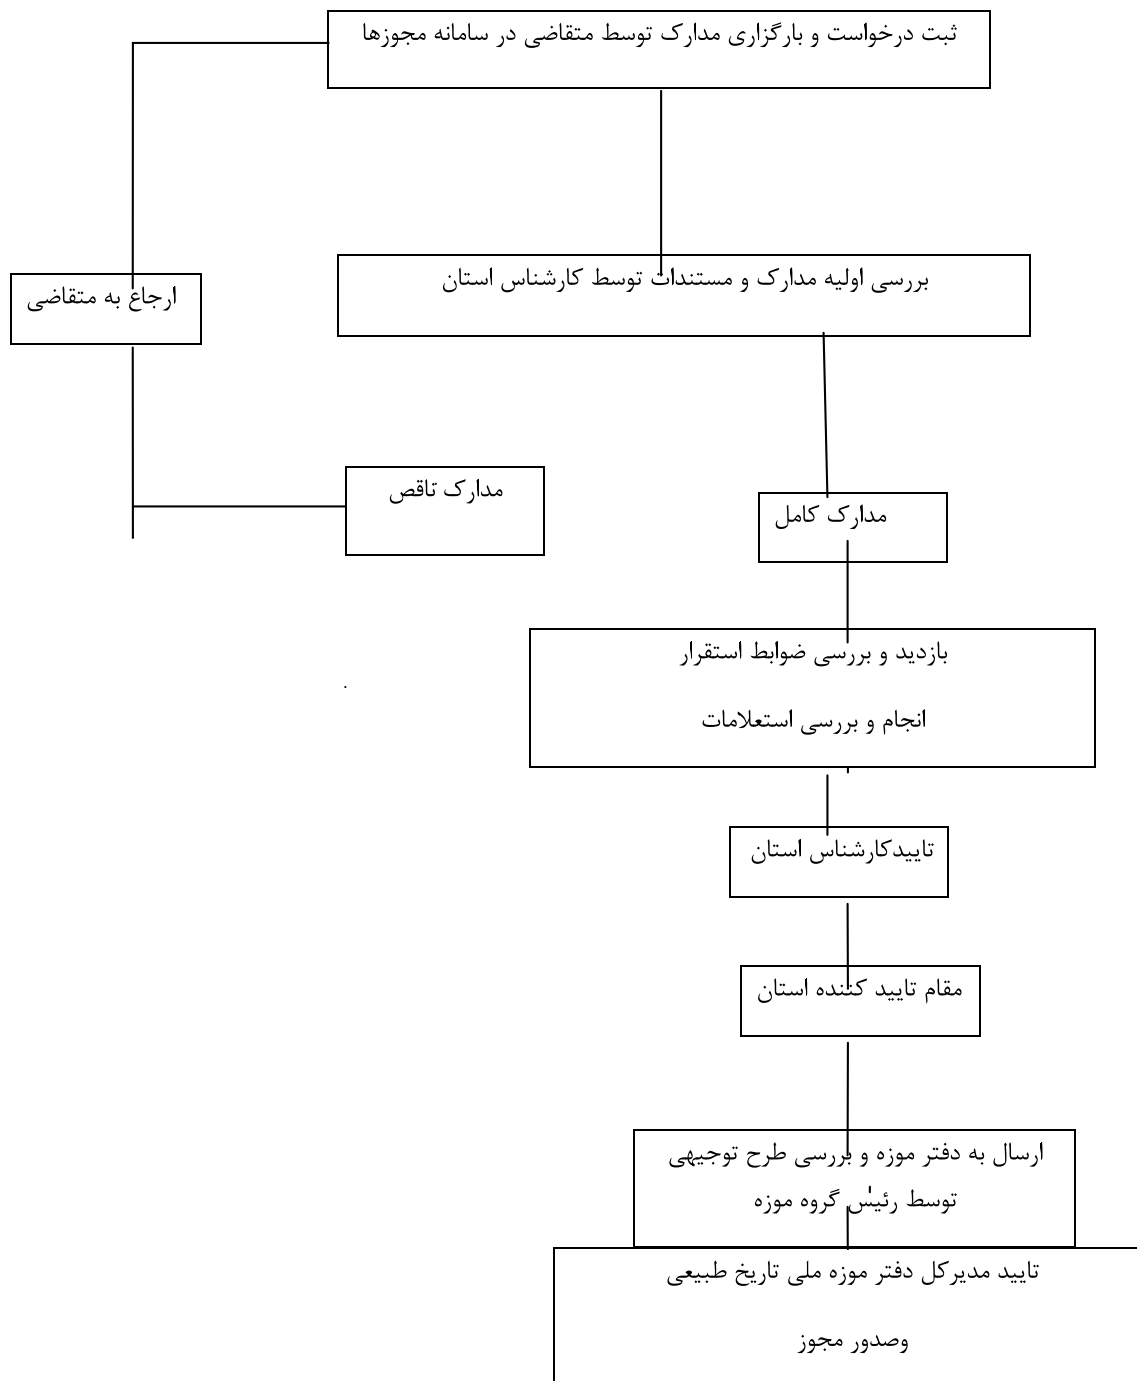 ثبت درخواست و بارگزاری مدارک توسط متقاضی در سامانه مجوزها
بررسی اولیه مدارک و مستندات توسط کارشناس استان
ارجاع به متقاضی
مدارک تاقص
مدارک کامل
بازدید و بررسی ضوابط استقرار
انجام و بررسی استعلامات
تاییدکارشناس استان
مقام تایید کننده استان
ارسال به دفتر موزه و بررسی طرح توجیهی
توسط رئیس گروه موزه
تایید مدیرکل دفتر موزه ملی تاریخ طبیعی
وصدور مجوز